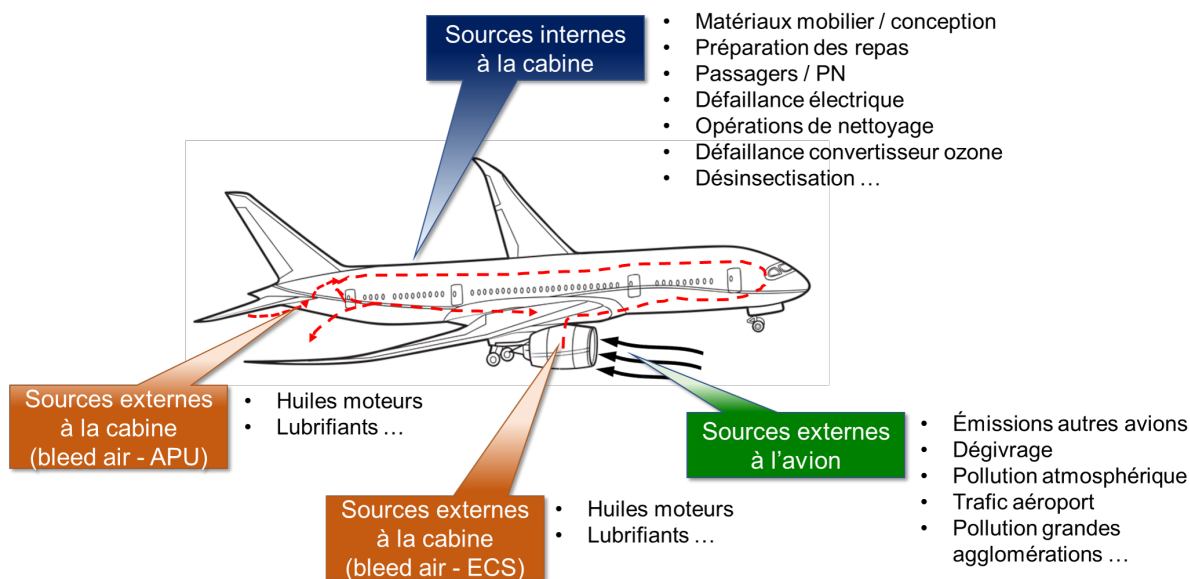 Sources internes
à la cabine
• Matériaux mobilier / conception
• Préparation des repas
• Passagers / PN
• Défaillance électrique
• Opérations de nettoyage
• Défaillance convertisseur ozone
• Désinsectisation …
Sources externes
à la cabine
(bleed air - APU)
• Huiles moteurs
• Lubrifiants …
Sources externes
à la cabine
(bleed air - ECS)
• Huiles moteurs
• Lubrifiants …
Sources externes
à l’avion
• Émissions autres avions
• Dégivrage
• Pollution atmosphérique
• Trafic aéroport
• Pollution grandes
agglomérations …